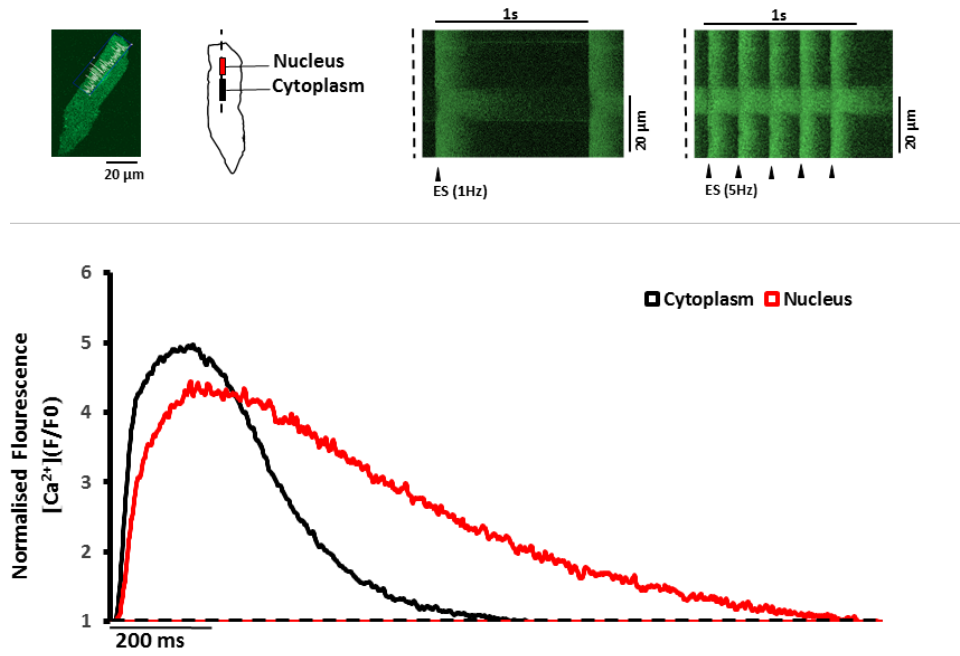 1s
1s
Nucleus
Cytoplasm
20 µm
20 µm
20 µm
ES (1Hz)
ES (5Hz)
6
5
4
3
2
1
Cytoplasm
Nucleus
Normalised Flourescence
[Ca²⁺](F/F0)
200 ms